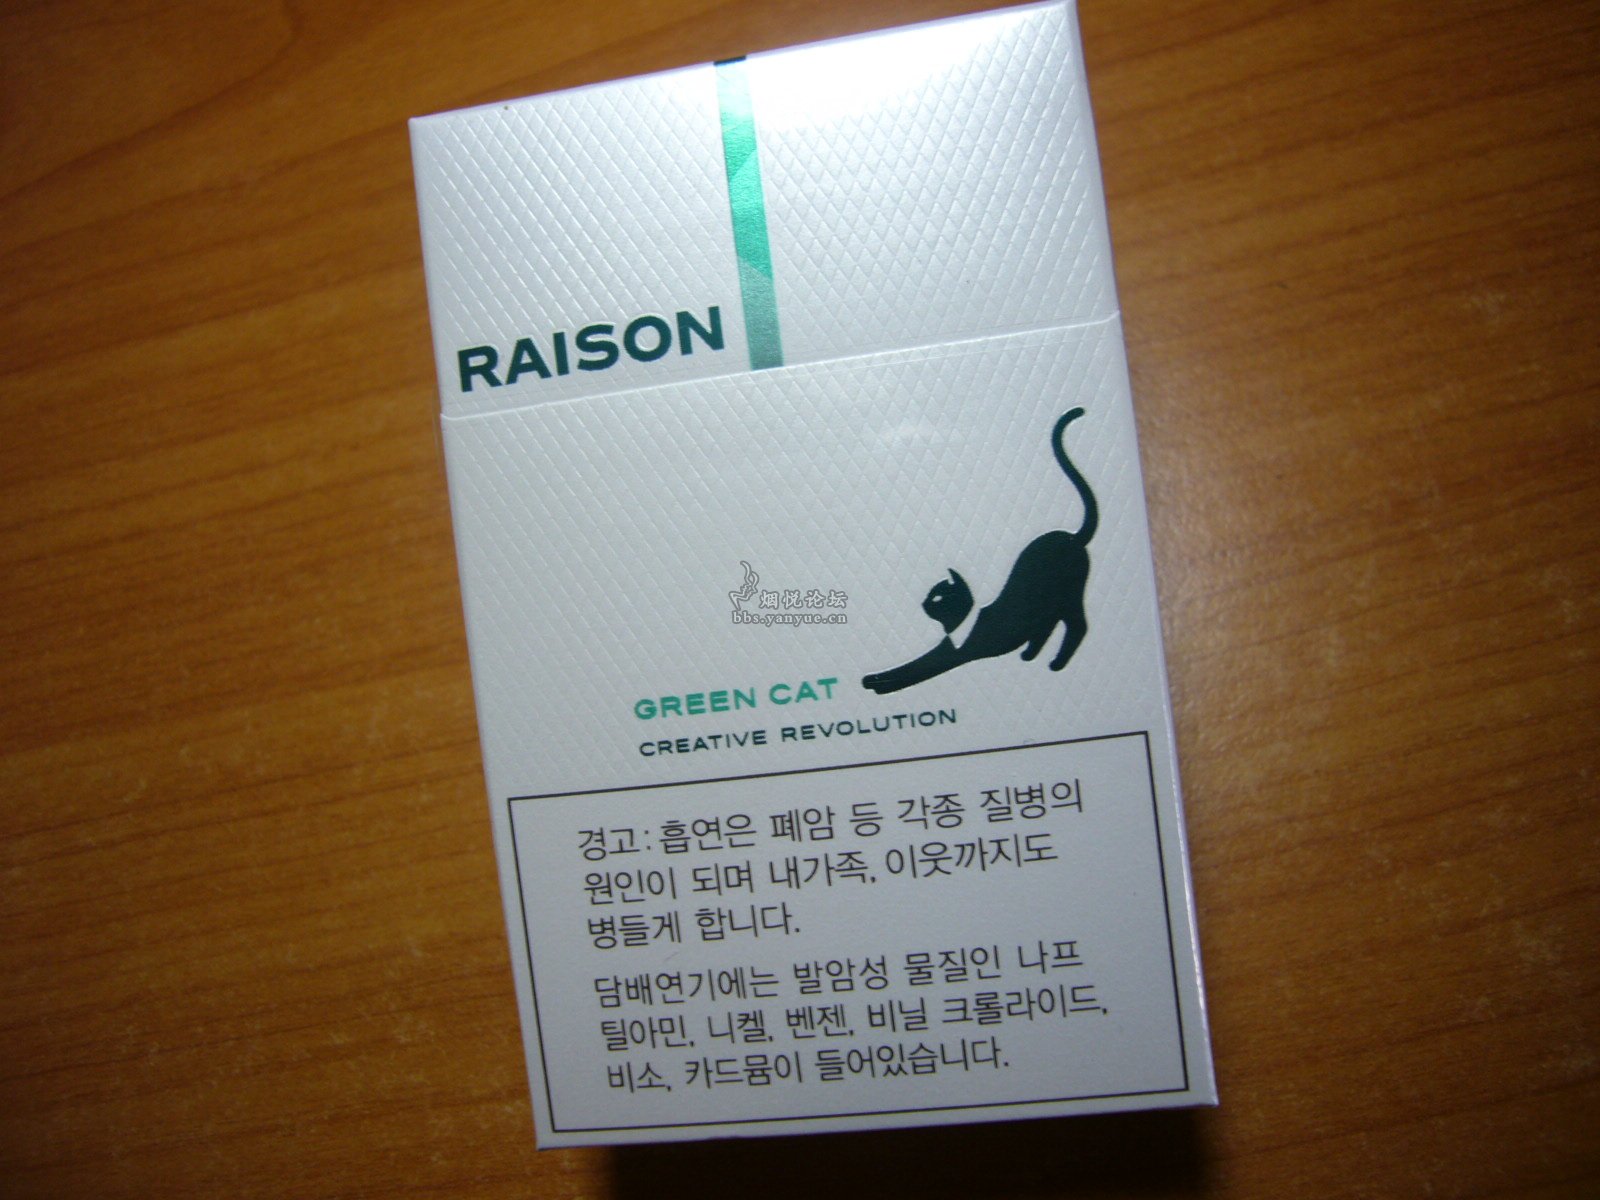 RAISON
烟悦论坛
bbs.yanyue.cn
GREEN CAT
CREATIVE REVOLUTION
경고: 흡연은 폐암 등 각종 질병의
원인이 되며 내가족, 이웃까지도
병들게 합니다.
담배연기에는 발암성 물질인 나프
틸아민, 니켈, 벤젠, 비닐 크롤라이드,
비소, 카드뮴이 들어있습니다.